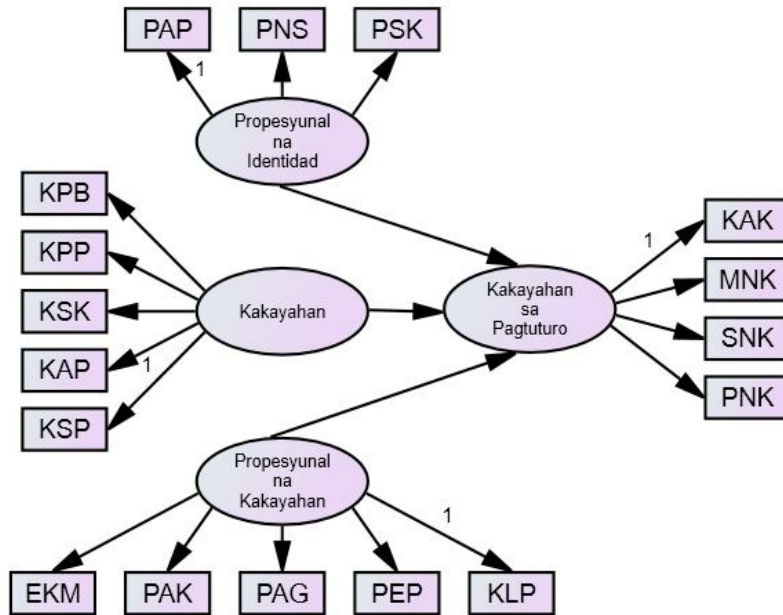 PAP
PNS
PSK
1
Propesyunal
na
Identidad
KPB
KPP
KSK
KAP
KSP
1
Kakayahan
Kakayahan
sa
Pagtuturo
1
KAK
MNK
SNK
PNK
Propesyunal
na
Kakayahan
1
EKM
PAK
PAG
PEP
KLP